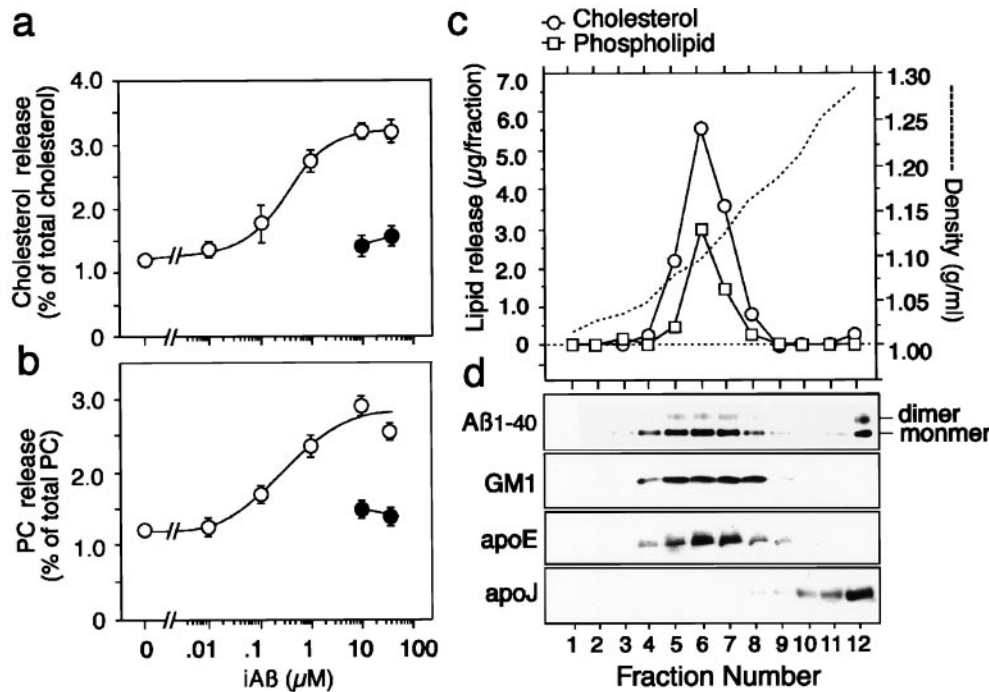 a
Cholesterol release
(% of total cholesterol)
4.0
3.0
2.0
1.0
0
b
PC release
(% of total PC)
3.0
2.0
1.0
0
0 .01 .1 1 10 100
iAß (µM)
c
Cholesterol
Phospholipid
Lipid release (µg/fraction)
7.0
6.0
5.0
4.0
3.0
2.0
1.0
0
1.30
1.25
1.20
1.15
1.10
1.05
1.00
Density (g/ml)
d
Aß1-40
dimer
monmer
GM1
apoE
apoJ
1 2 3 4 5 6 7 8 9 10 11 12
Fraction Number